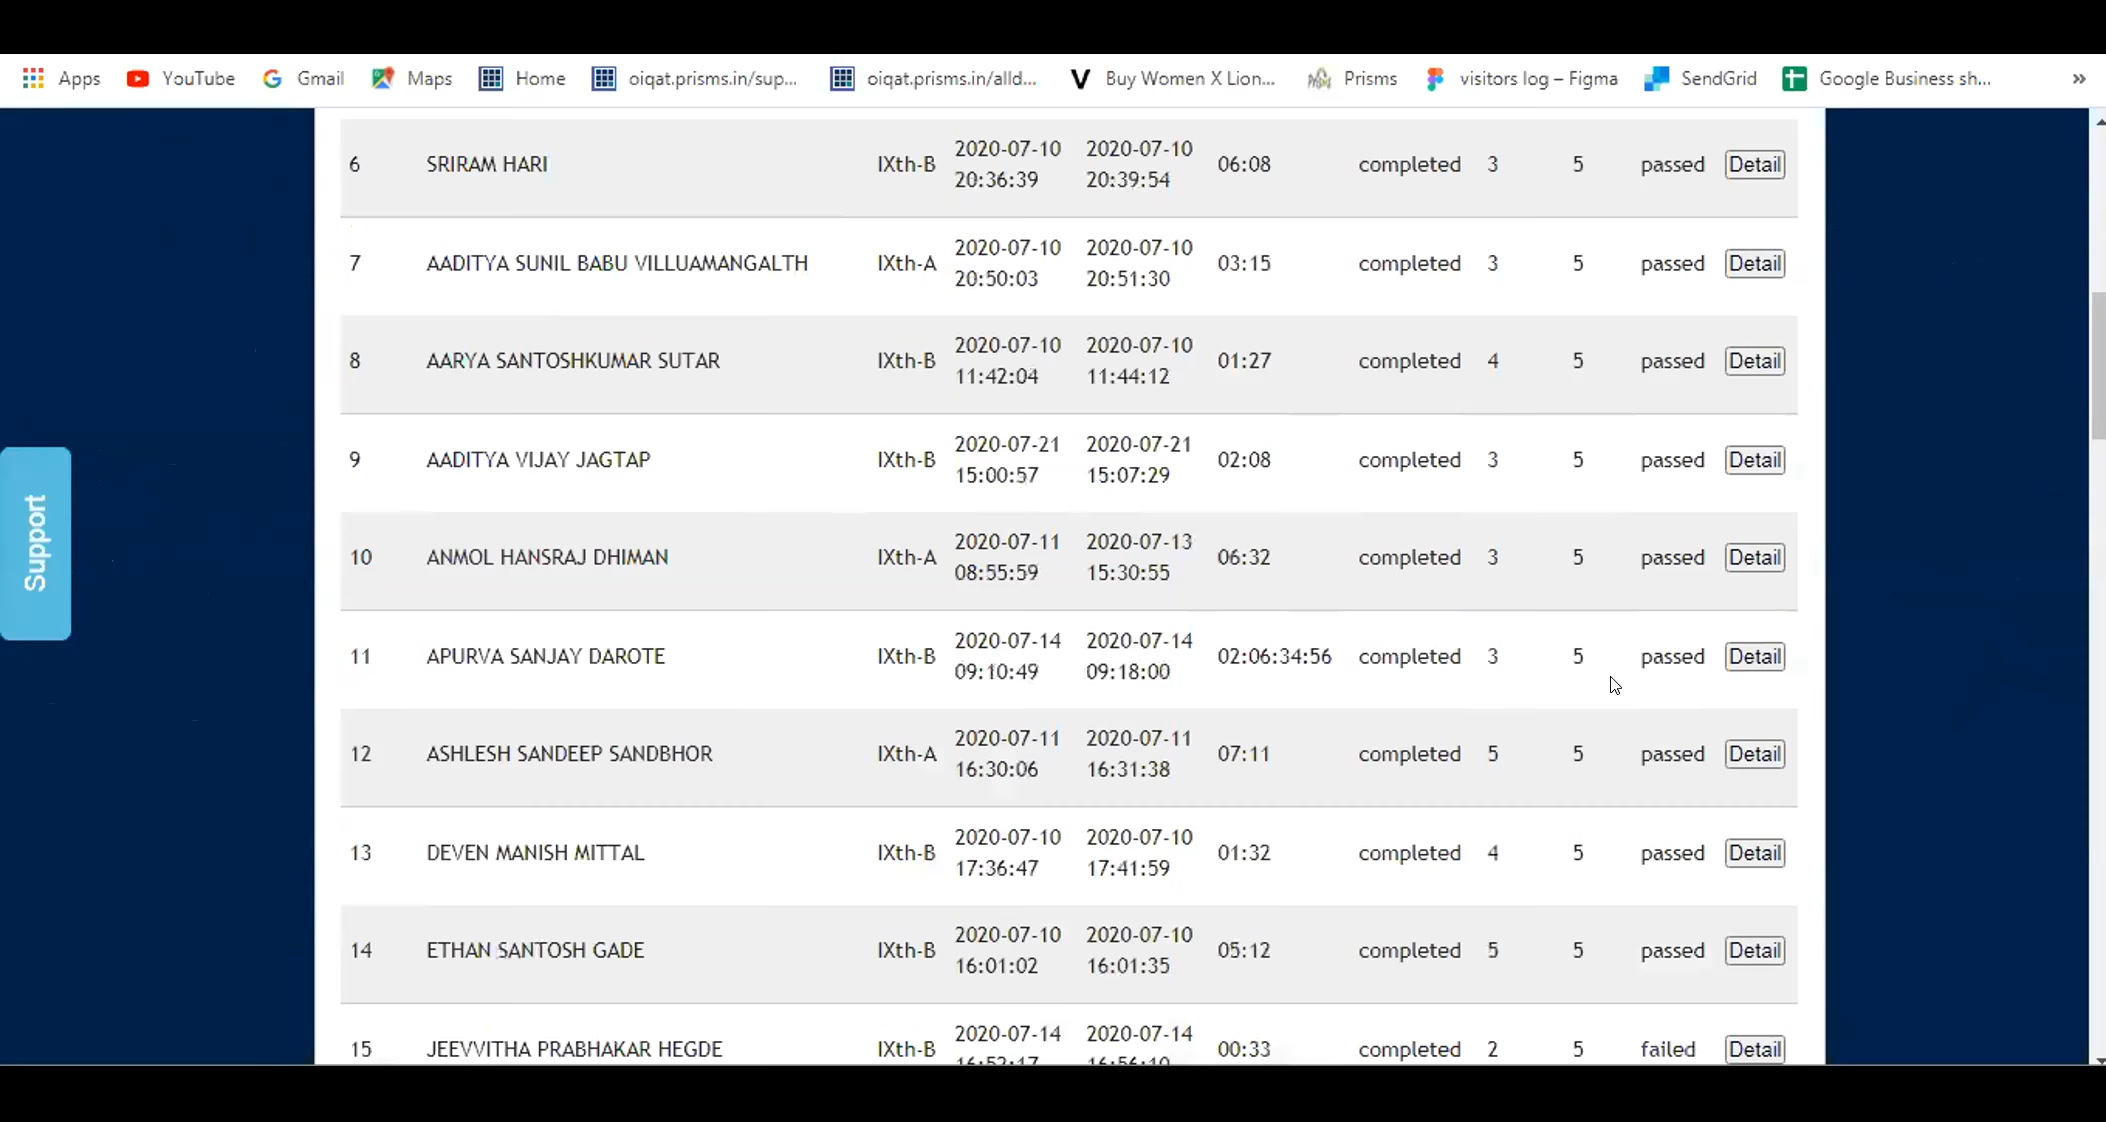 Apps YouTube Gmail Maps Home oiqat.prisms.in/sup... oiqat.prisms.in/alld... Buy Women X Lion... Prisms visitors log – Figma SendGrid Google Business sh... »
6 SRIRAM HARI IXth-B 2020-07-10 20:36:39 2020-07-10 20:39:54 06:08 completed 3 5 passed Detail
7 AADITYA SUNIL BABU VILLUAMANGALTH IXth-A 2020-07-10 20:50:03 2020-07-10 20:51:30 03:15 completed 3 5 passed Detail
8 AARYA SANTOSHKUMAR SUTAR IXth-B 2020-07-10 11:42:04 2020-07-10 11:44:12 01:27 completed 4 5 passed Detail
9 AADITYA VIJAY JAGTAP IXth-B 2020-07-21 15:00:57 2020-07-21 15:07:29 02:08 completed 3 5 passed Detail
Support
10 ANMOL HANSRAJ DHIMAN IXth-A 2020-07-11 08:55:59 2020-07-13 15:30:55 06:32 completed 3 5 passed Detail
11 APURVA SANJAY DAROTE IXth-B 2020-07-14 09:10:49 2020-07-14 09:18:00 02:06:34:56 completed 3 5 passed Detail
12 ASHLESH SANDEEP SANDBHOR IXth-A 2020-07-11 16:30:06 2020-07-11 16:31:38 07:11 completed 5 5 passed Detail
13 DEVEN MANISH MITTAL IXth-B 2020-07-10 17:36:47 2020-07-10 17:41:59 01:32 completed 4 5 passed Detail
14 ETHAN SANTOSH GADE IXth-B 2020-07-10 16:01:02 2020-07-10 16:01:35 05:12 completed 5 5 passed Detail
15 JEEVVITHA PRABHAKAR HEGDE IXth-B 2020-07-14 2020-07-14 00:33 completed 2 5 failed Detail